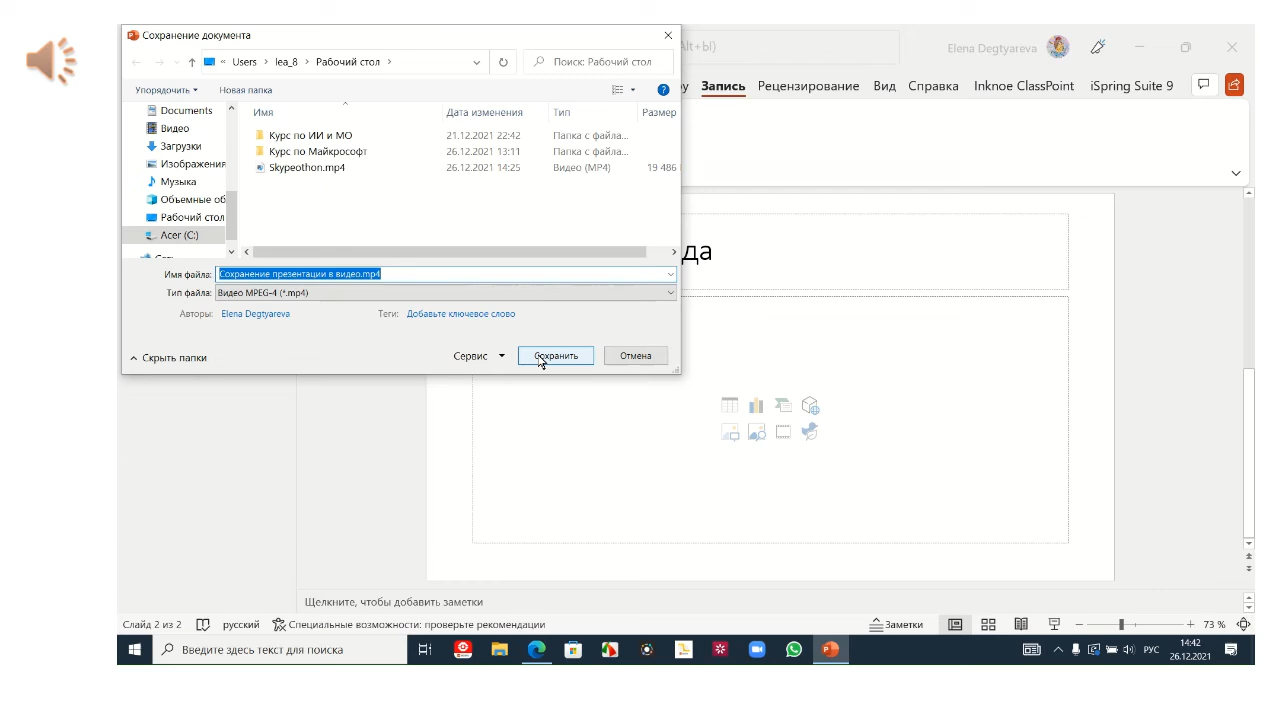 Сохранение документа
lt+bl)
Elena Degtyareva
« Users › lea_8 › Рабочий стол ›
Поиск: Рабочий стол
Упорядочить
Новая папка
Запись Рецензирование Вид Справка Inknoe ClassPoint iSpring Suite 9
Имя Дата изменения Тип Размер
Documents
Видео
Загрузки
Изображения
Музыка
Объемные об
Рабочий стол
Acer (C:)
Курс по ИИ и МО 21.12.2021 22:42 Папка с файла...
Курс по Майкрософт 26.12.2021 13:11 Папка с файла...
Skypeothon.mp4 26.12.2021 14:25 Видео (MP4) 19 486
да
Имя файла: Сохранение презентации в видео.mp4
Тип файла: Видео MPEG-4 (*.mp4)
Авторы: Elena Degtyareva Теги: Добавьте ключевое слово
Скрыть папки Сервис Сохранить Отмена
Щелкните, чтобы добавить заметки
Слайд 2 из 2 русский Специальные возможности: проверьте рекомендации Заметки 73 %
Введите здесь текст для поиска
РУС
14:42
26.12.2021